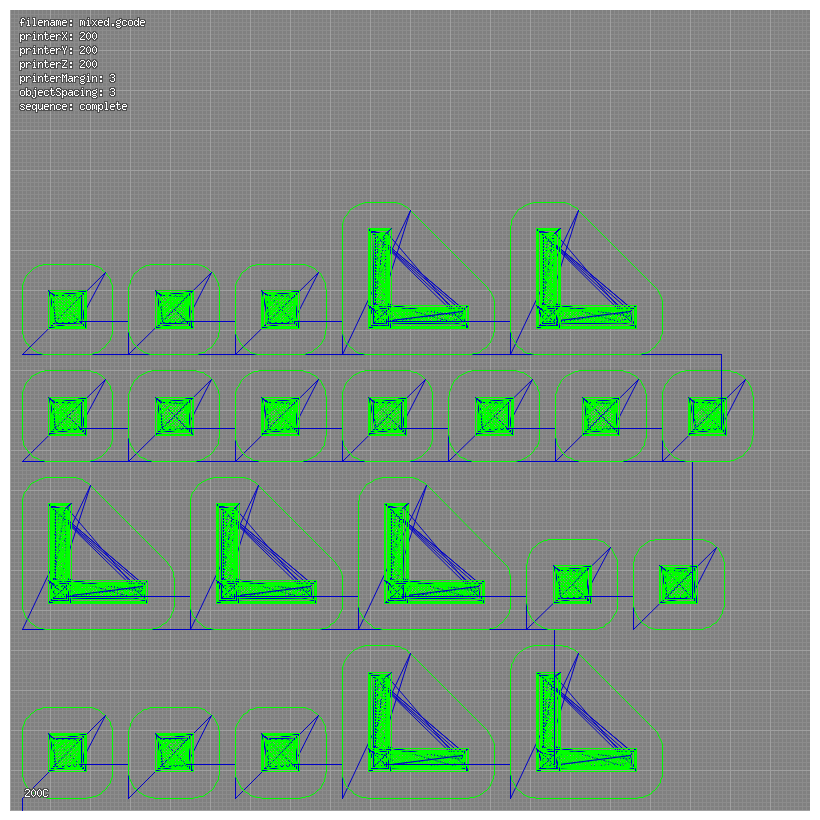 filename: mixed.gcode
printerX: 200
printerY: 200
printerZ: 200
printerMargin: 3
objectSpacing: 3
sequence: complete
200C